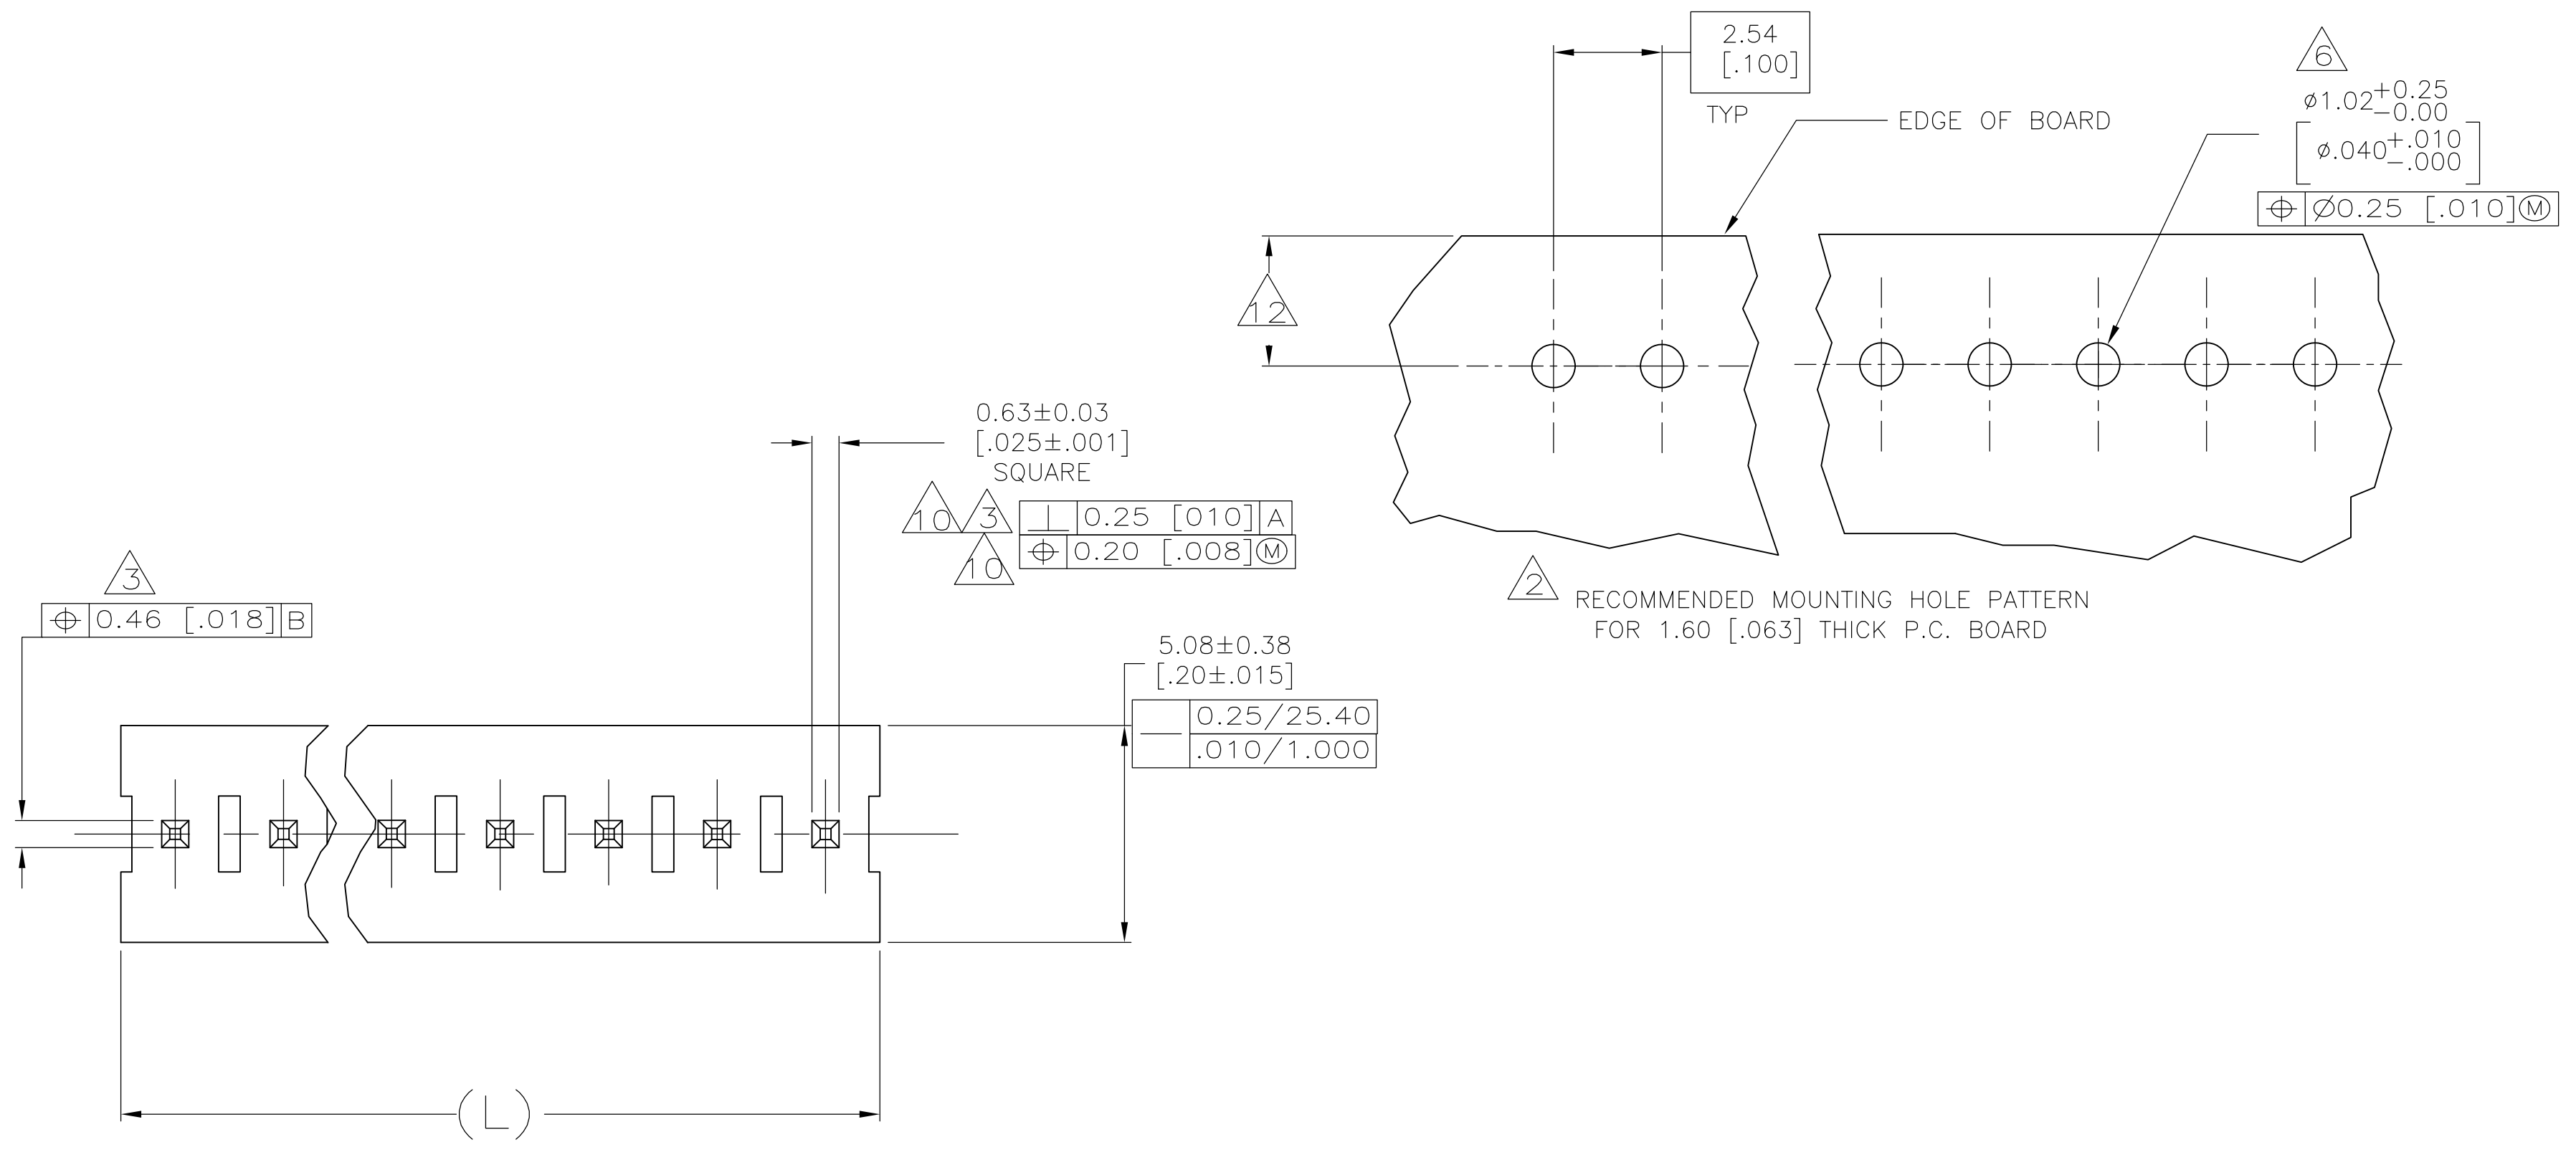 2.54
[.100]
TYP
EDGE OF BOARD
6
⌀1.02+0.25
−0.00
[⌀.040+.010
−.000]
⌖ ⌀0.25 [.010]Ⓜ
12
0.63±0.03
[.025±.001]
SQUARE
10 3 ⊥ 0.25 [010] A
10 ⌖ 0.20 [.008]Ⓜ
3
⌖ 0.46 [.018] B
2 RECOMMENDED MOUNTING HOLE PATTERN
FOR 1.60 [.063] THICK P.C. BOARD
5.08±0.38
[.20±.015]
— 0.25/25.40
.010/1.000
(L)